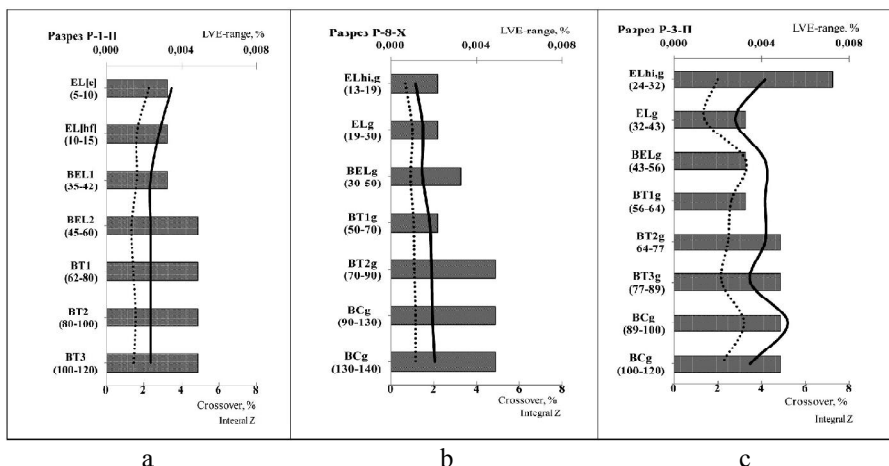 Разрез Р-1-П
LVE-range, %
0,000 0,004 0,008
EL[e]
(5-10)
EL[hf]
(10-15)
BEL1
(35-42)
BEL2
(45-60)
BT1
(62-80)
BT2
(80-100)
BT3
(100-120)
0 2 4 6 8
Crossover, %
Integral Z
a
Разрез Р-8-Х
LVE-range, %
0,000 0,004 0,008
ELhi,g
(13-19)
ELg
(19-30)
BELg
(30-50)
BT1g
(50-70)
BT2g
(70-90)
BCg
(90-130)
BCg
(130-140)
0 2 4 6 8
Crossover, %
Integral Z
b
Разрез Р-3-П
LVE-range, %
0,000 0,004 0,008
ELhi,g
(24-32)
ELg
(32-43)
BELg
(43-56)
BT1g
(56-64)
BT2g
64-77
BT3g
(77-89)
BCg
(89-100)
BCg
(100-120)
0 2 4 6 8
Crossover, %
Integral Z
c